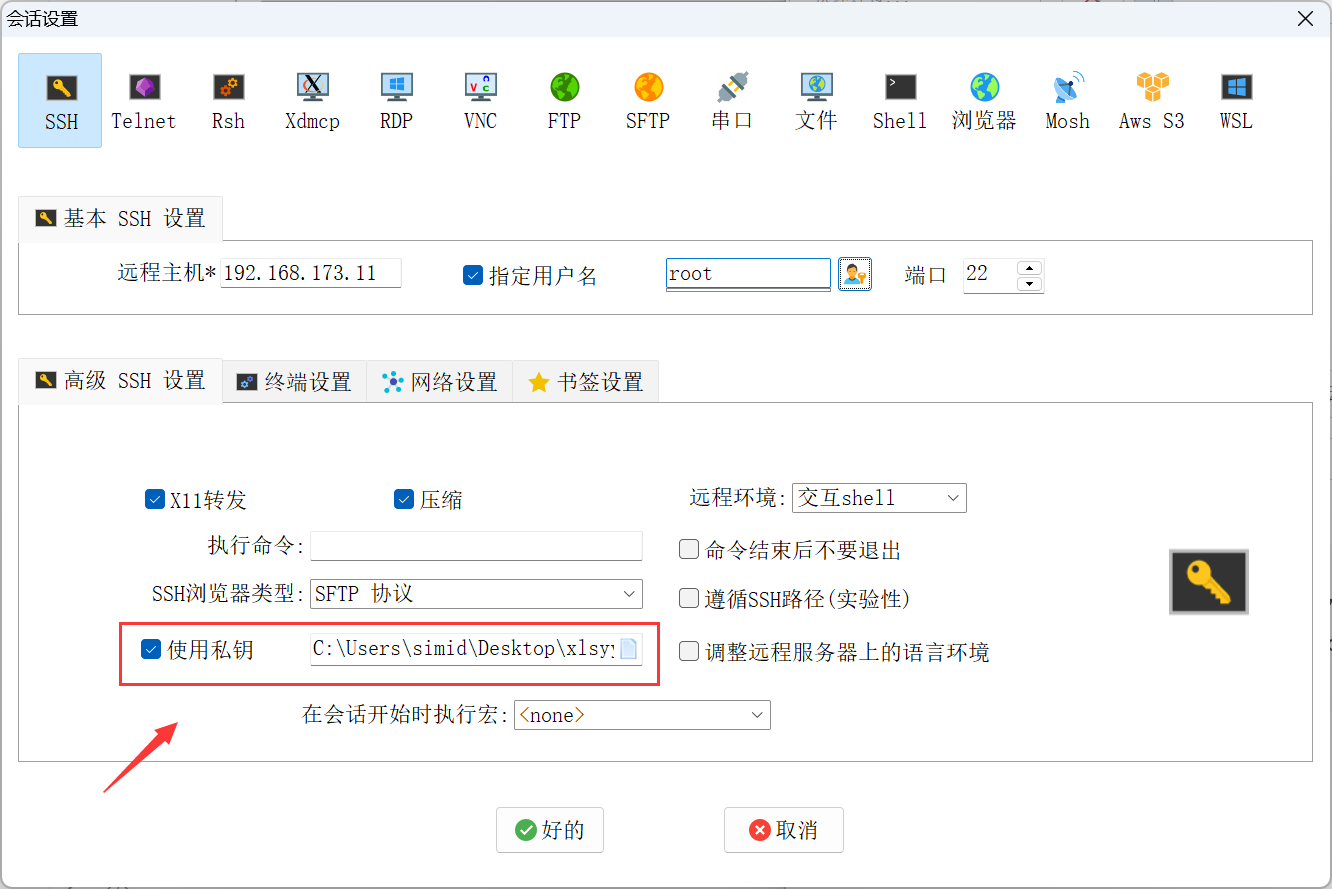 会话设置
SSH Telnet Rsh Xdmcp RDP VNC FTP SFTP 串口 文件 Shell 浏览器 Mosh Aws S3 WSL
基本 SSH 设置
远程主机* 192.168.173.11 指定用户名 root 端口 22
高级 SSH 设置 终端设置 网络设置 书签设置
X11转发 压缩 远程环境: 交互shell
执行命令: 命令结束后不要退出
SSH浏览器类型: SFTP 协议 遵循SSH路径(实验性)
使用私钥 C:\Users\simid\Desktop\xlsy 调整远程服务器上的语言环境
在会话开始时执行宏: <none>
好的 取消